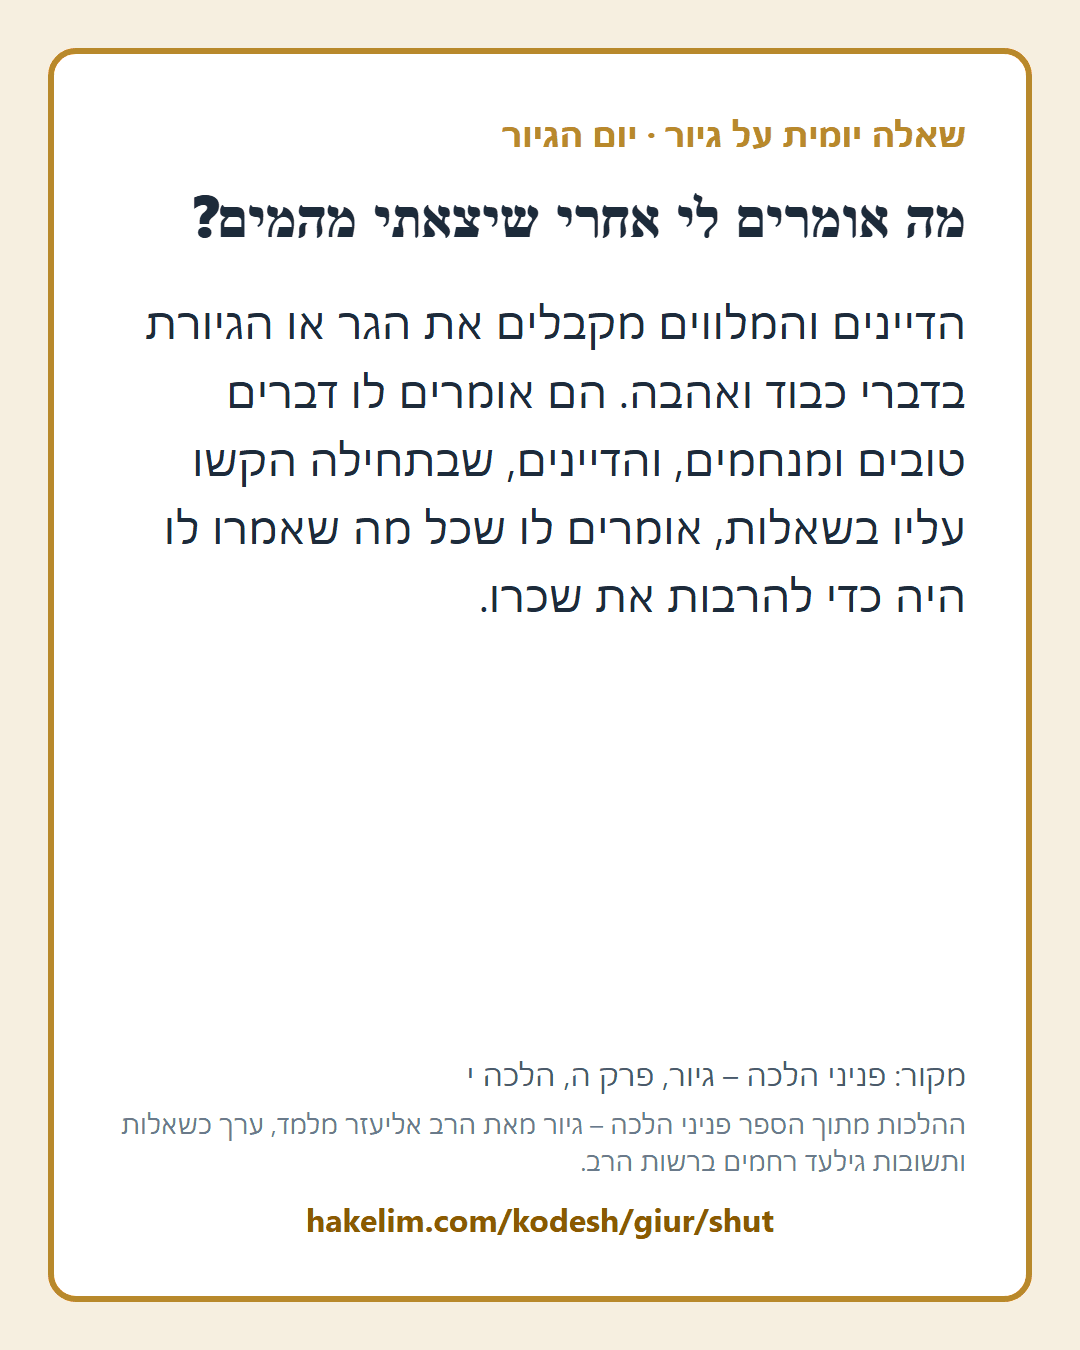 שאלה יומית על גיור · יום הגיור
מה אומרים לי אחרי שיצאתי מהמים?
הדיינים והמלווים מקבלים את הגר או הגיורת
בדברי כבוד ואהבה. הם אומרים לו דברים
טובים ומנחמים, והדיינים, שבתחילה הקשו
עליו בשאלות, אומרים לו שכל מה שאמרו לו
היה כדי להרבות את שכרו.
מקור: פניני הלכה – גיור, פרק ה, הלכה י
ההלכות מתוך הספר פניני הלכה – גיור מאת הרב אליעזר מלמד, ערך כשאלות
ותשובות גילעד רחמים ברשות הרב.
hakelim.com/kodesh/giur/shut